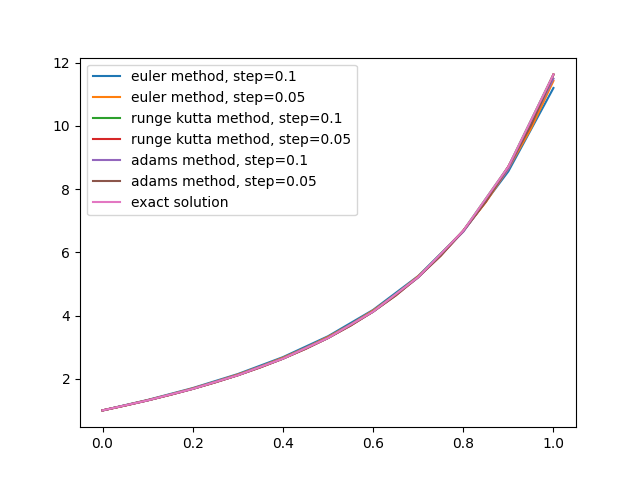 12
10
8
6
4
2
euler method, step=0.1
euler method, step=0.05
runge kutta method, step=0.1
runge kutta method, step=0.05
adams method, step=0.1
adams method, step=0.05
exact solution
0.0 0.2 0.4 0.6 0.8 1.0